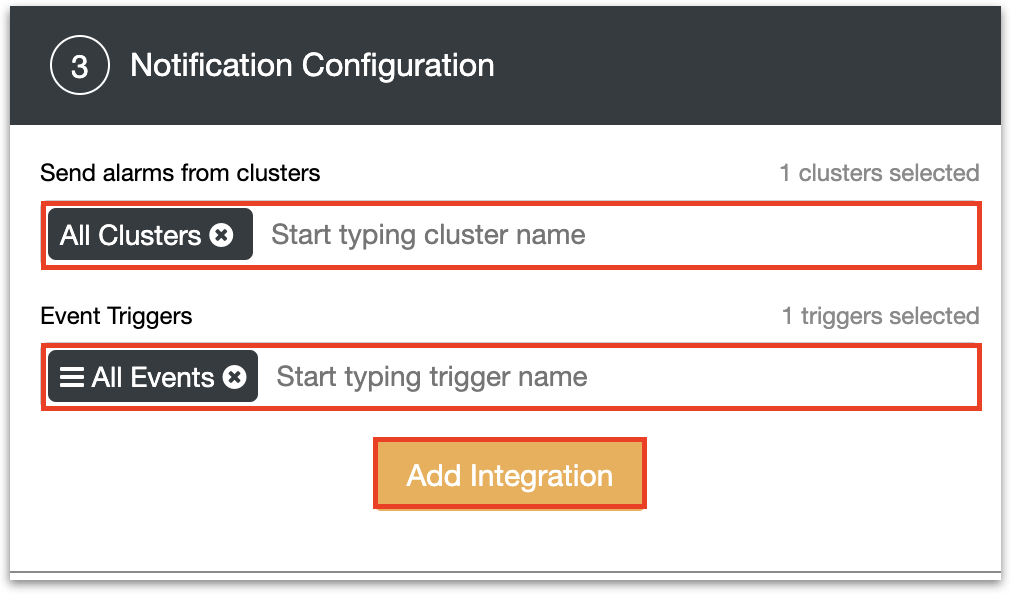 3 Notification Configuration
Send alarms from clusters 1 clusters selected
All Clusters Start typing cluster name
Event Triggers 1 triggers selected
All Events Start typing trigger name
Add Integration